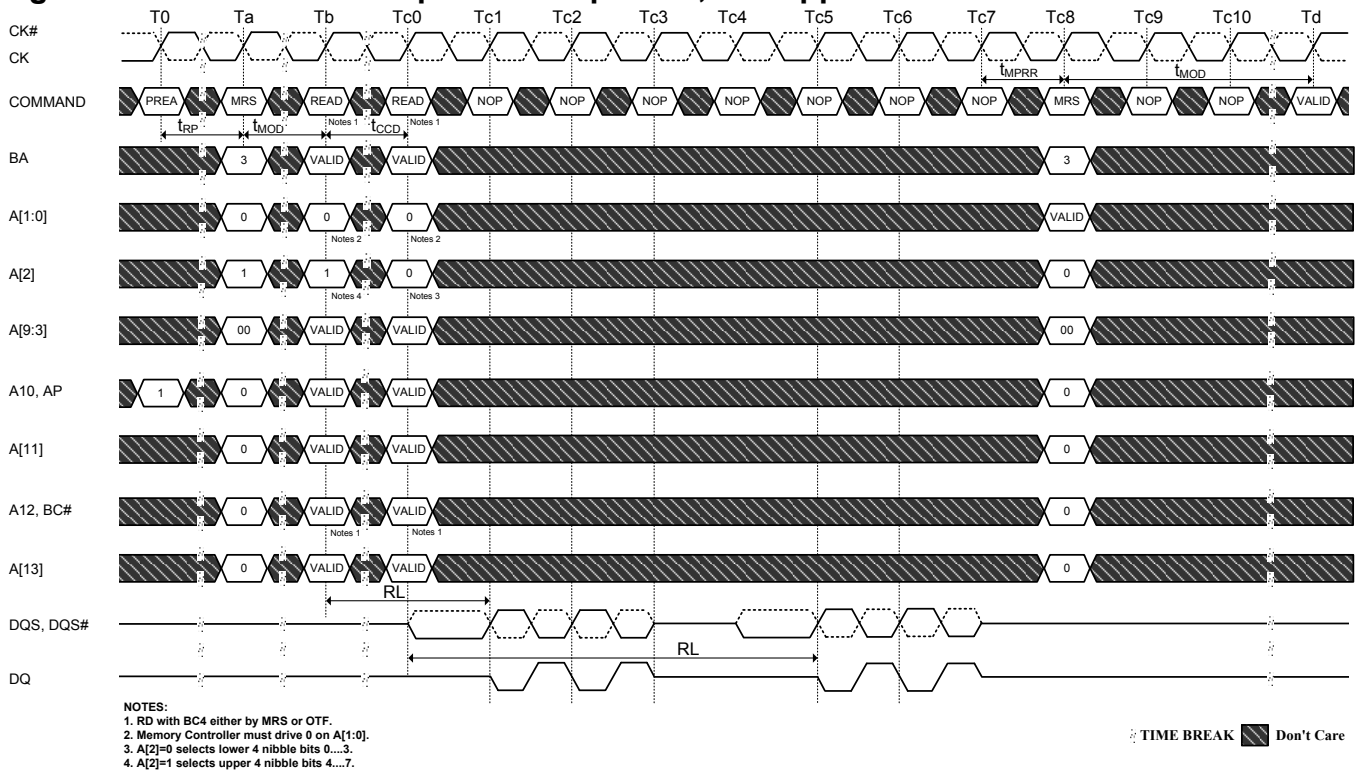 T0 Ta Tb Tc0 Tc1 Tc2 Tc3 Tc4 Tc5 Tc6 Tc7 Tc8 Tc9 Tc10 Td
CK#
CK
tMPRR tMOD
COMMAND PREA MRS READ READ NOP NOP NOP NOP NOP NOP NOP MRS NOP NOP VALID
Notes 1 Notes 1
tRP tMOD tCCD
BA 3 VALID VALID 3
A[1:0] 0 0 0 VALID
Notes 2 Notes 2
A[2] 1 1 0 0
Notes 4 Notes 3
A[9:3] 00 VALID VALID 00
A10, AP 1 0 VALID VALID 0
A[11] 0 VALID VALID 0
A12, BC# 0 VALID VALID 0
Notes 1 Notes 1
A[13] 0 VALID VALID 0
RL
DQS, DQS#
RL
DQ
NOTES:
1. RD with BC4 either by MRS or OTF.
2. Memory Controller must drive 0 on A[1:0].
3. A[2]=0 selects lower 4 nibble bits 0....3.
4. A[2]=1 selects upper 4 nibble bits 4....7.
TIME BREAK Don't Care